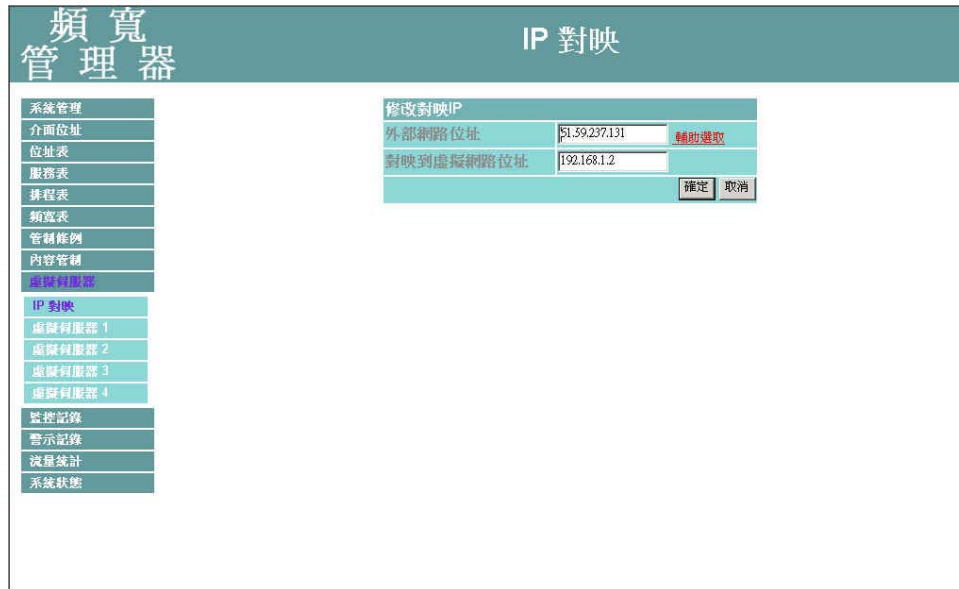 頻 寬
管 理 器
IP 對映
系統管理
介面位址
位址表
服務表
排程表
頻寬表
管制條例
內容管制
虛擬伺服器
IP 對映
虛擬伺服器 1
虛擬伺服器 2
虛擬伺服器 3
虛擬伺服器 4
監控記錄
警示記錄
流量統計
系統狀態
修改對映IP
外部網路位址 61.59.237.131 輔助選取
對映到虛擬網路位址 192.168.1.2
確定 取消